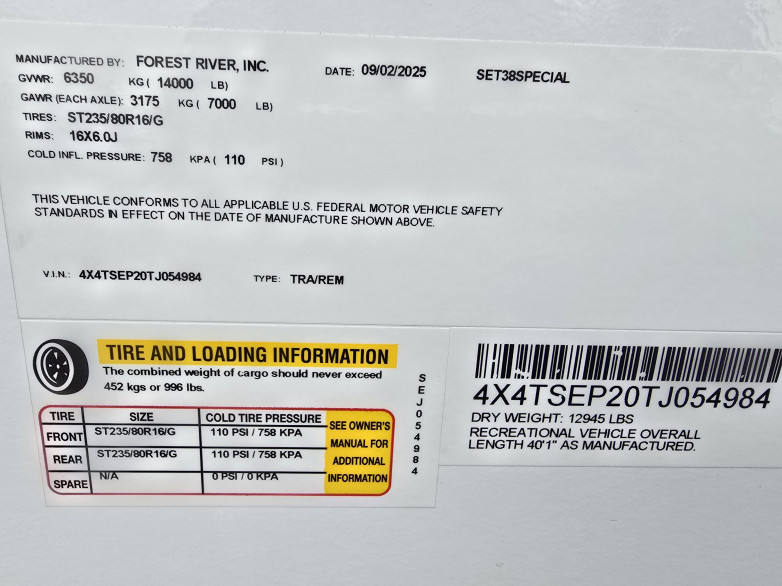 MANUFACTURED BY: FOREST RIVER, INC. DATE: 09/02/2025 SET38SPECIAL
GVWR: 6350 KG ( 14000 LB)
GAWR (EACH AXLE): 3175 KG ( 7000 LB)
TIRES: ST235/80R16/G
RIMS: 16X6.0J
COLD INFL. PRESSURE: 758 KPA ( 110 PSI )
THIS VEHICLE CONFORMS TO ALL APPLICABLE U.S. FEDERAL MOTOR VEHICLE SAFETY
STANDARDS IN EFFECT ON THE DATE OF MANUFACTURE SHOWN ABOVE.
V.I.N.: 4X4TSEP20TJ054984 TYPE: TRA/REM
TIRE AND LOADING INFORMATION
The combined weight of cargo should never exceed
452 kgs or 996 lbs.
TIRE SIZE COLD TIRE PRESSURE
FRONT ST235/80R16/G 110 PSI / 758 KPA
REAR ST235/80R16/G 110 PSI / 758 KPA
SPARE N/A 0 PSI / 0 KPA
SEE OWNER'S
MANUAL FOR
ADDITIONAL
INFORMATION
SEJ054984
4X4TSEP20TJ054984
DRY WEIGHT: 12945 LBS
RECREATIONAL VEHICLE OVERALL
LENGTH 40'1" AS MANUFACTURED.